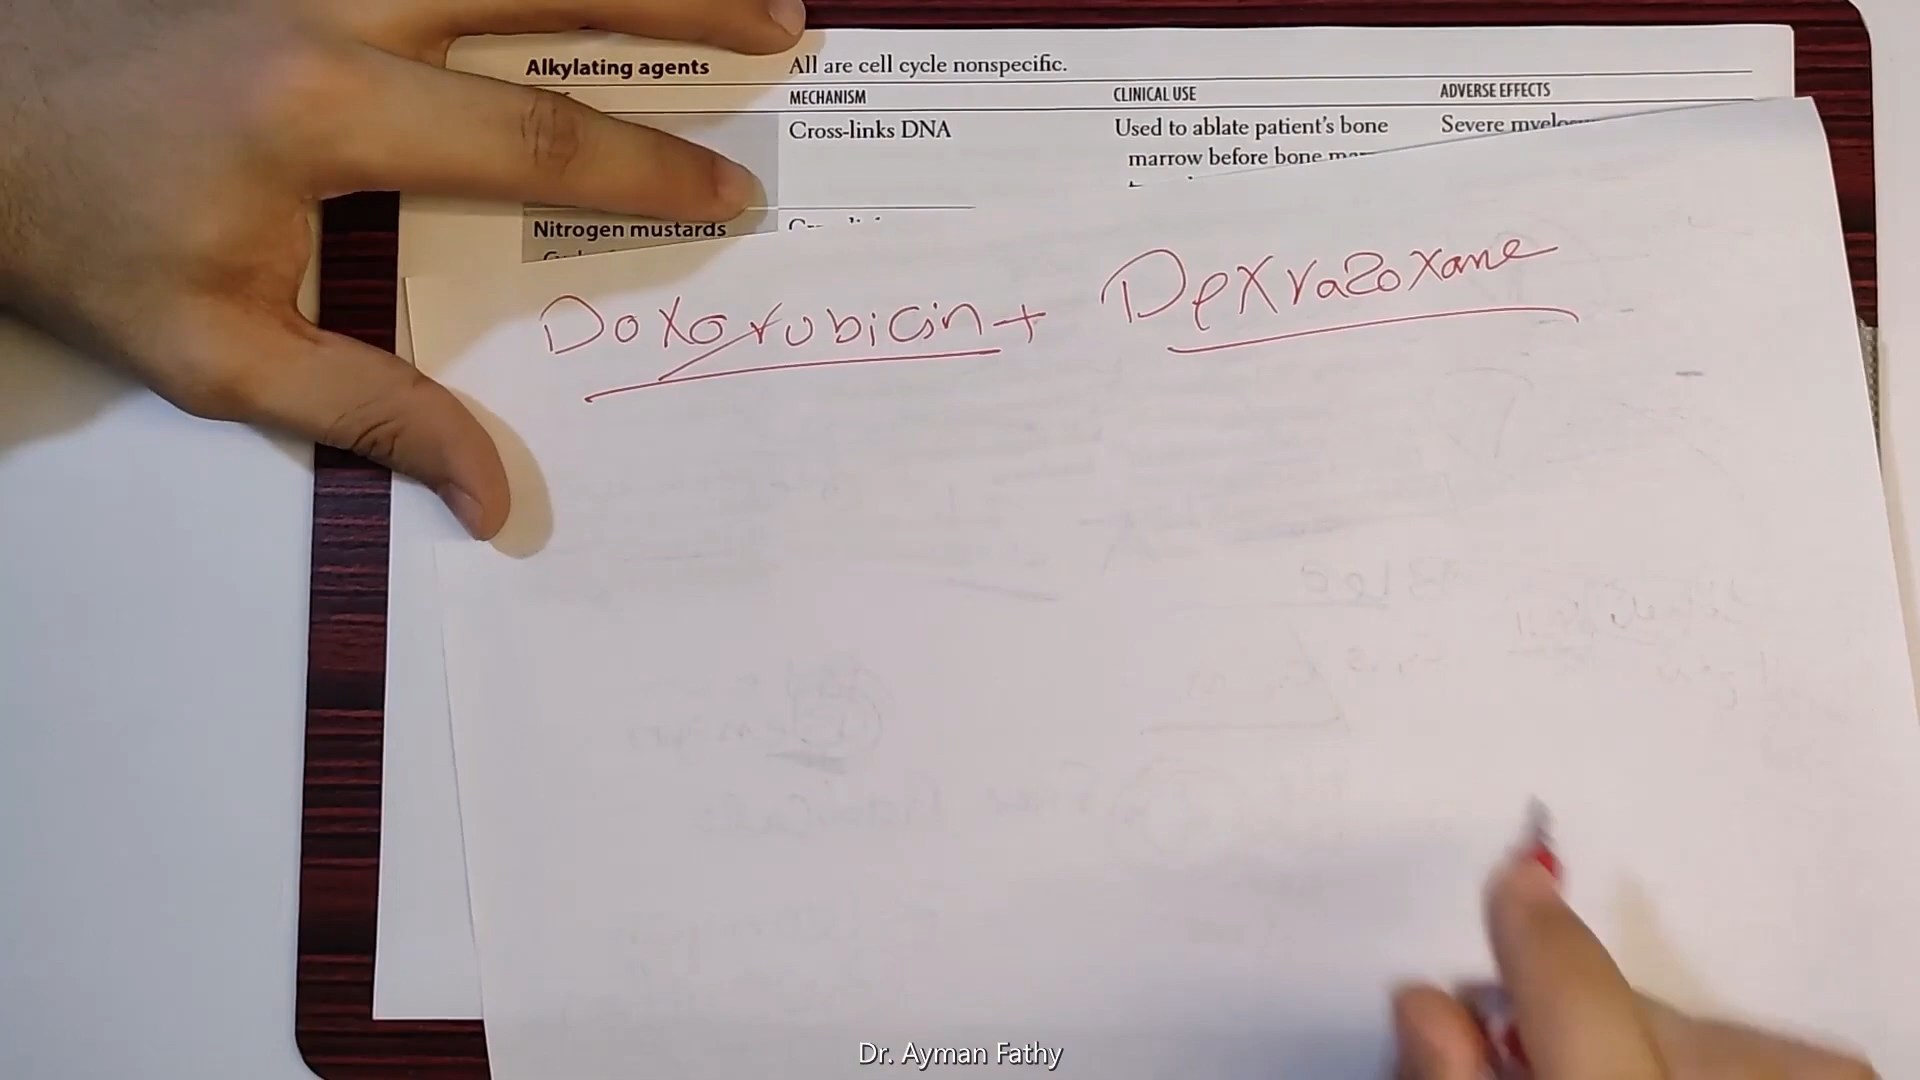 Alkylating agents All are cell cycle nonspecific.
MECHANISM CLINICAL USE ADVERSE EFFECTS
Cross-links DNA Used to ablate patient's bone Severe
marrow before bone
Nitrogen mustards
Doxorubicin + Dexrazoxane
Dr. Ayman Fathy